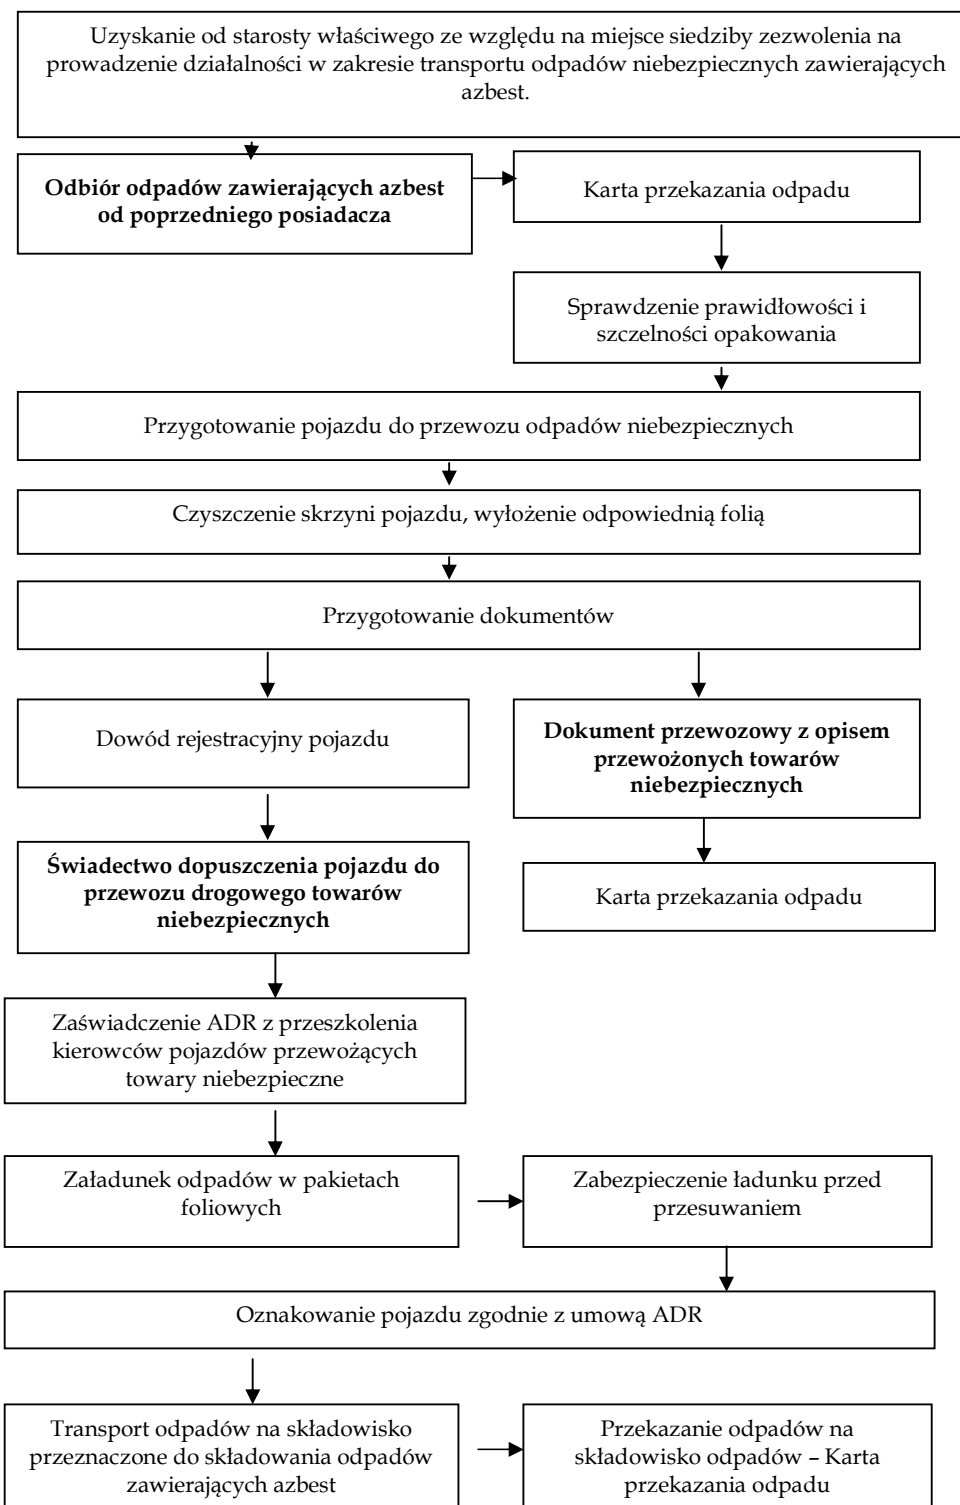 Uzyskanie od starosty właściwego ze względu na miejsce siedziby zezwolenia na
prowadzenie działalności w zakresie transportu odpadów niebezpiecznych zawierających
azbest.
Odbiór odpadów zawierających azbest
od poprzedniego posiadacza
Karta przekazania odpadu
Sprawdzenie prawidłowości i
szczelności opakowania
Przygotowanie pojazdu do przewozu odpadów niebezpiecznych
Czyszczenie skrzyni pojazdu, wyłożenie odpowiednią folią
Przygotowanie dokumentów
Dowód rejestracyjny pojazdu
Dokument przewozowy z opisem
przewożonych towarów
niebezpiecznych
Świadectwo dopuszczenia pojazdu do
przewozu drogowego towarów
niebezpiecznych
Karta przekazania odpadu
Zaświadczenie ADR z przeszkolenia
kierowców pojazdów przewożących
towary niebezpieczne
Załadunek odpadów w pakietach
foliowych
Zabezpieczenie ładunku przed
przesuwaniem
Oznakowanie pojazdu zgodnie z umową ADR
Transport odpadów na składowisko
przeznaczone do składowania odpadów
zawierających azbest
Przekazanie odpadów na
składowisko odpadów – Karta
przekazania odpadu